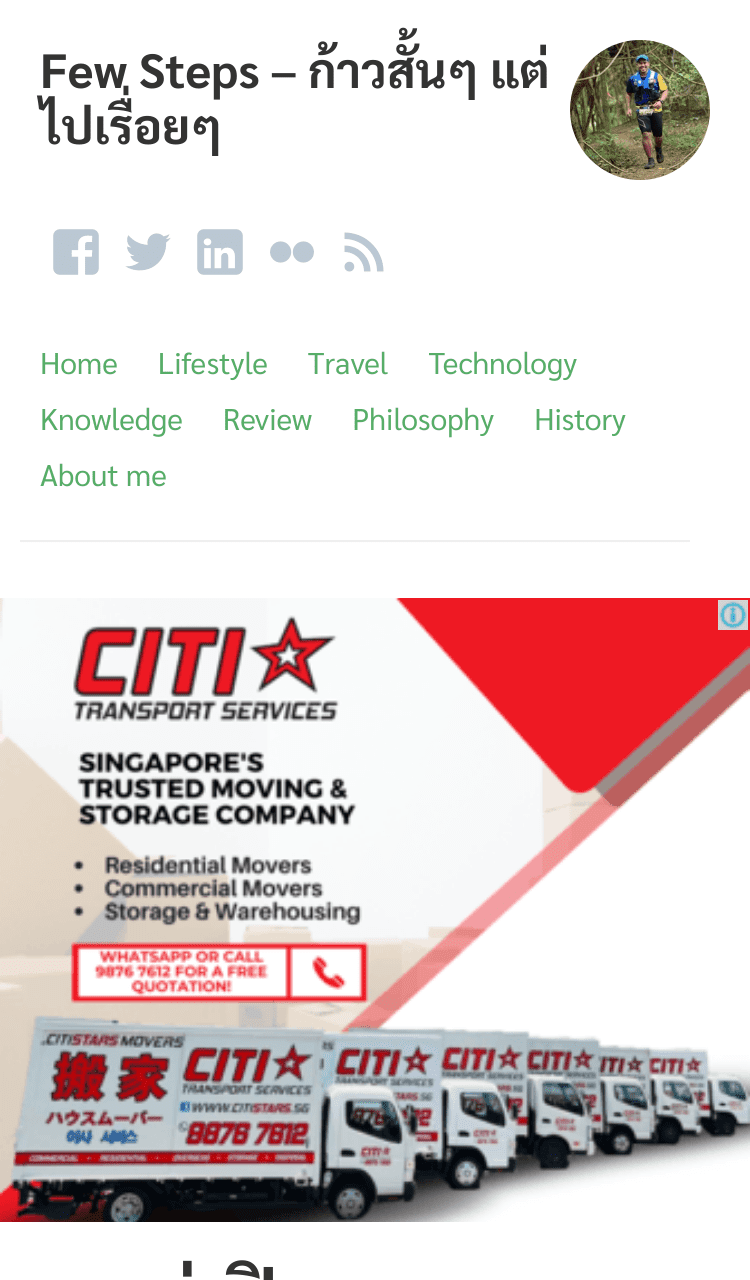 Few Steps – ก้าวสั้นๆ แต่
ไปเรื่อยๆ
Home Lifestyle Travel Technology
Knowledge Review Philosophy History
About me
CITI
TRANSPORT SERVICES
SINGAPORE'S
TRUSTED MOVING &
STORAGE COMPANY
• Residential Movers
• Commercial Movers
• Storage & Warehousing
WHATSAPP OR CALL
9876 7612 FOR A FREE
QUOTATION!
CITISTARS MOVERS
搬家
ハウスムーバー
이사 서비스
CITI
TRANSPORT SERVICES
WWW.CITISTARS.SG
9876 7612
COMMERCIAL • RESIDENTIAL • OVERSEAS • STORAGE • DISPOSAL
CITI
TRANSPORT SERVICES
CITI
CITI
CITI
CITI